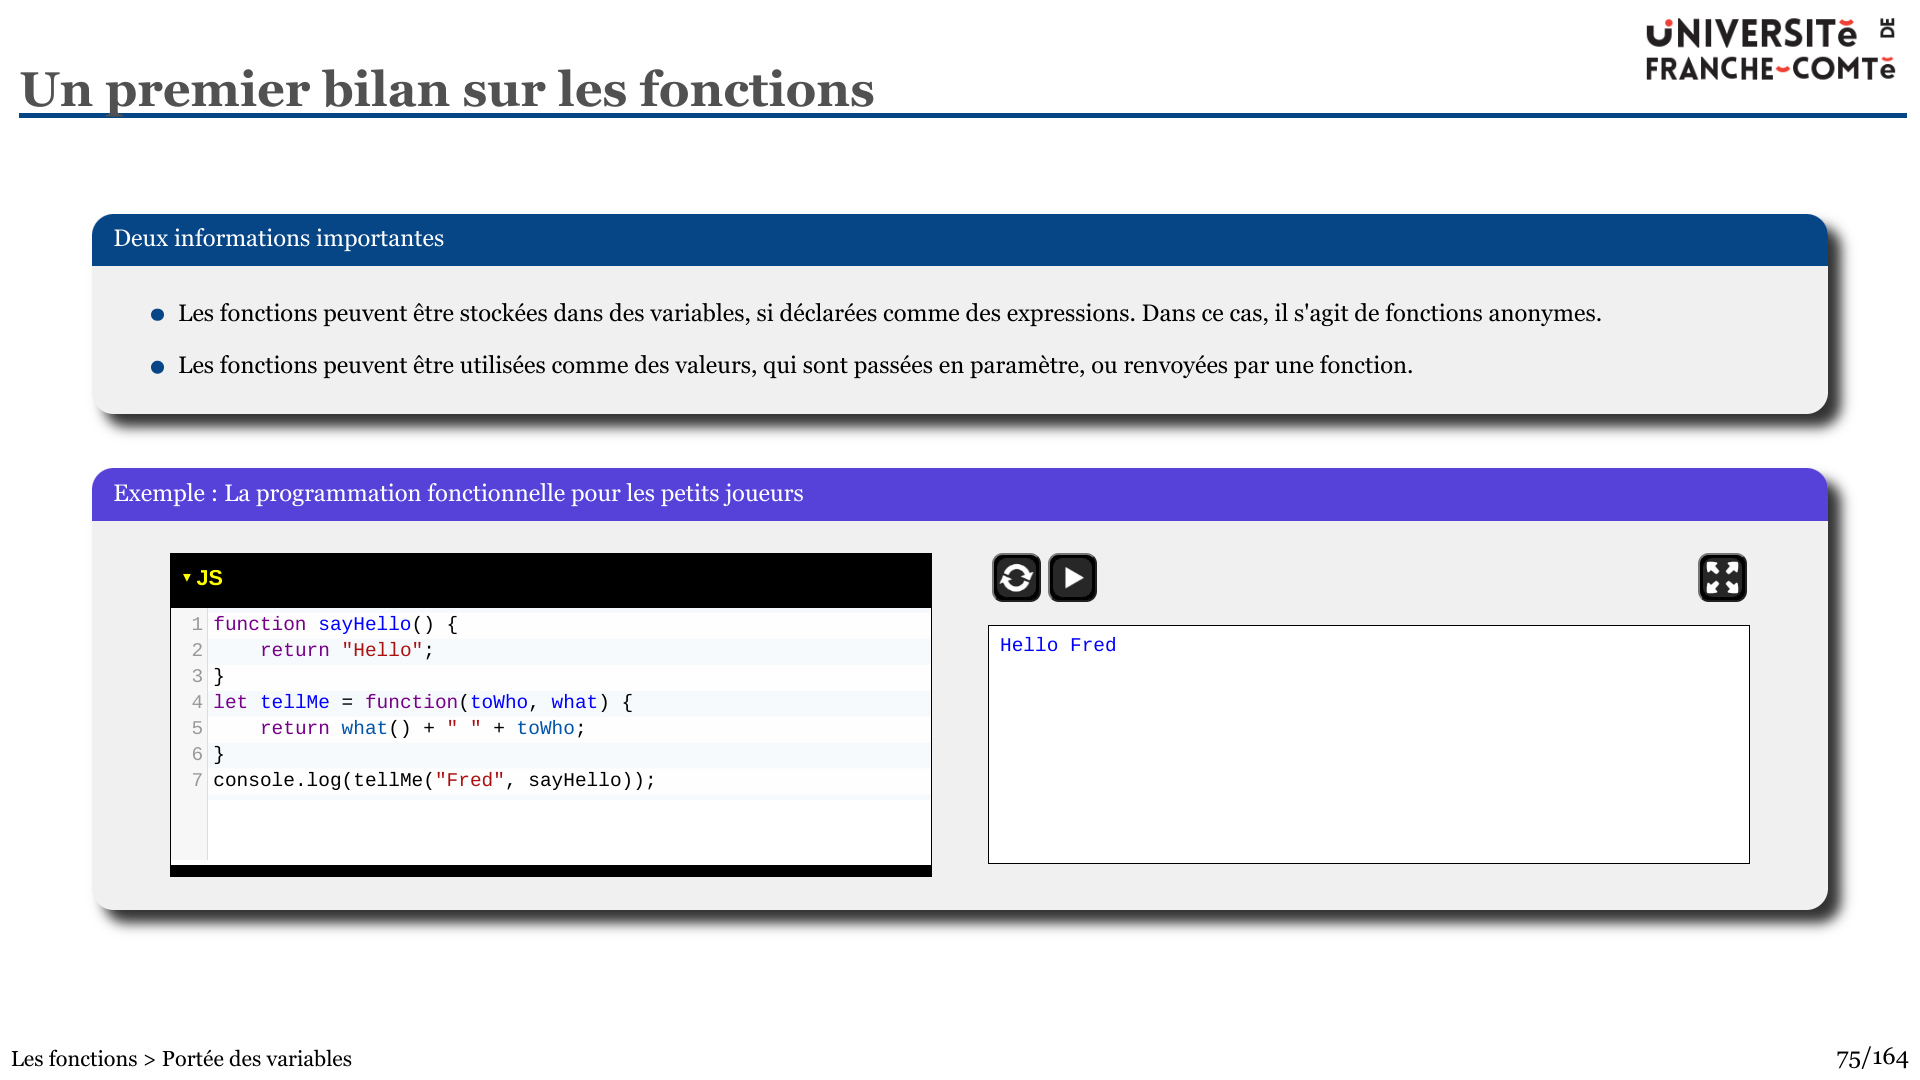 UNIVERSITĕ DE
FRANCHE-COMTĕ
Un premier bilan sur les fonctions
Deux informations importantes
Les fonctions peuvent être stockées dans des variables, si déclarées comme des expressions. Dans ce cas, il s'agit de fonctions anonymes.
Les fonctions peuvent être utilisées comme des valeurs, qui sont passées en paramètre, ou renvoyées par une fonction.
Exemple : La programmation fonctionnelle pour les petits joueurs
▼ JS
1 function sayHello() {
2     return "Hello";
3 }
4 let tellMe = function(toWho, what) {
5     return what() + " " + toWho;
6 }
7 console.log(tellMe("Fred", sayHello));
Hello Fred
Les fonctions > Portée des variables
75/164